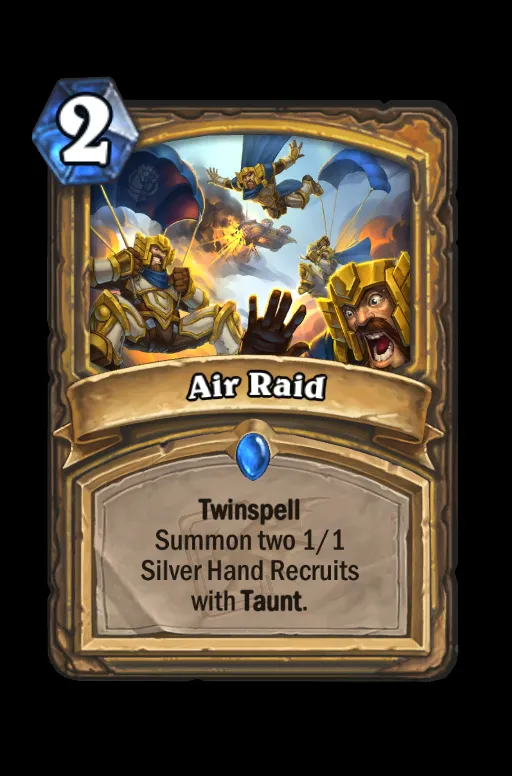 2
Air Raid
Twinspell
Summon two 1/1
Silver Hand Recruits
with Taunt.